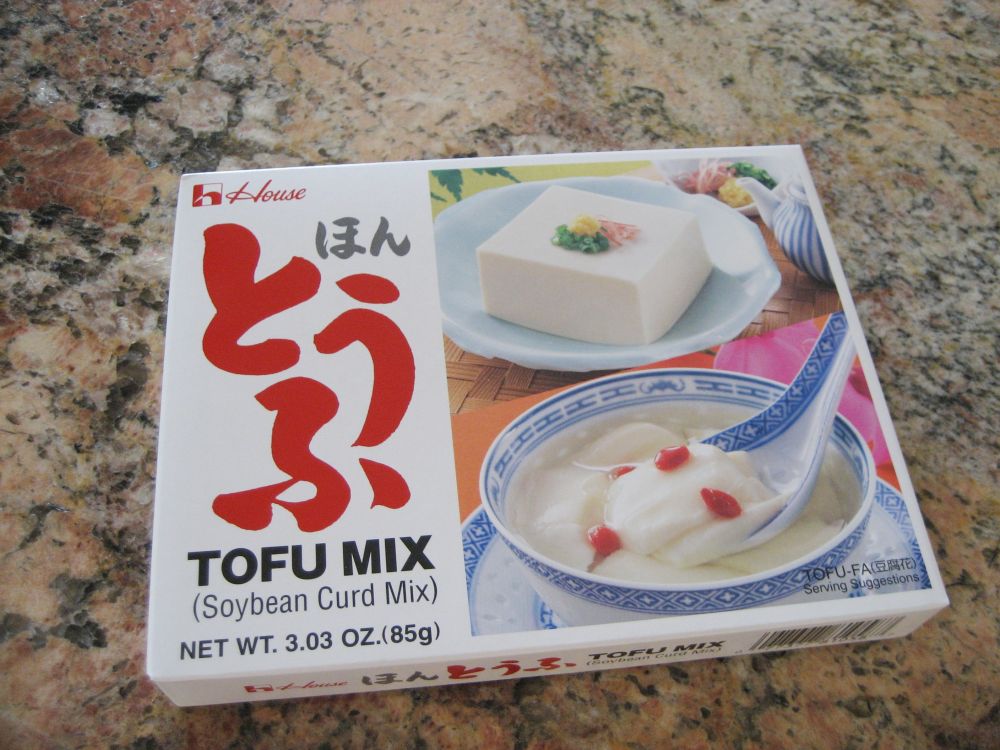 House
ほん
とうふ
TOFU MIX
(Soybean Curd Mix)
NET WT. 3.03 OZ.(85g)
TOFU-FA(豆腐花)
Serving Suggestions
House ほん とうふ TOFU MIX
(Soybean Curd Mix)